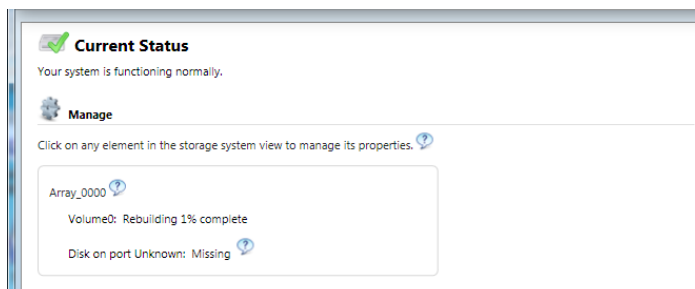 Current Status
Your system is functioning normally.
Manage
Click on any element in the storage system view to manage its properties. ?
Array_0000 ?
Volume0: Rebuilding 1% complete
Disk on port Unknown: Missing ?